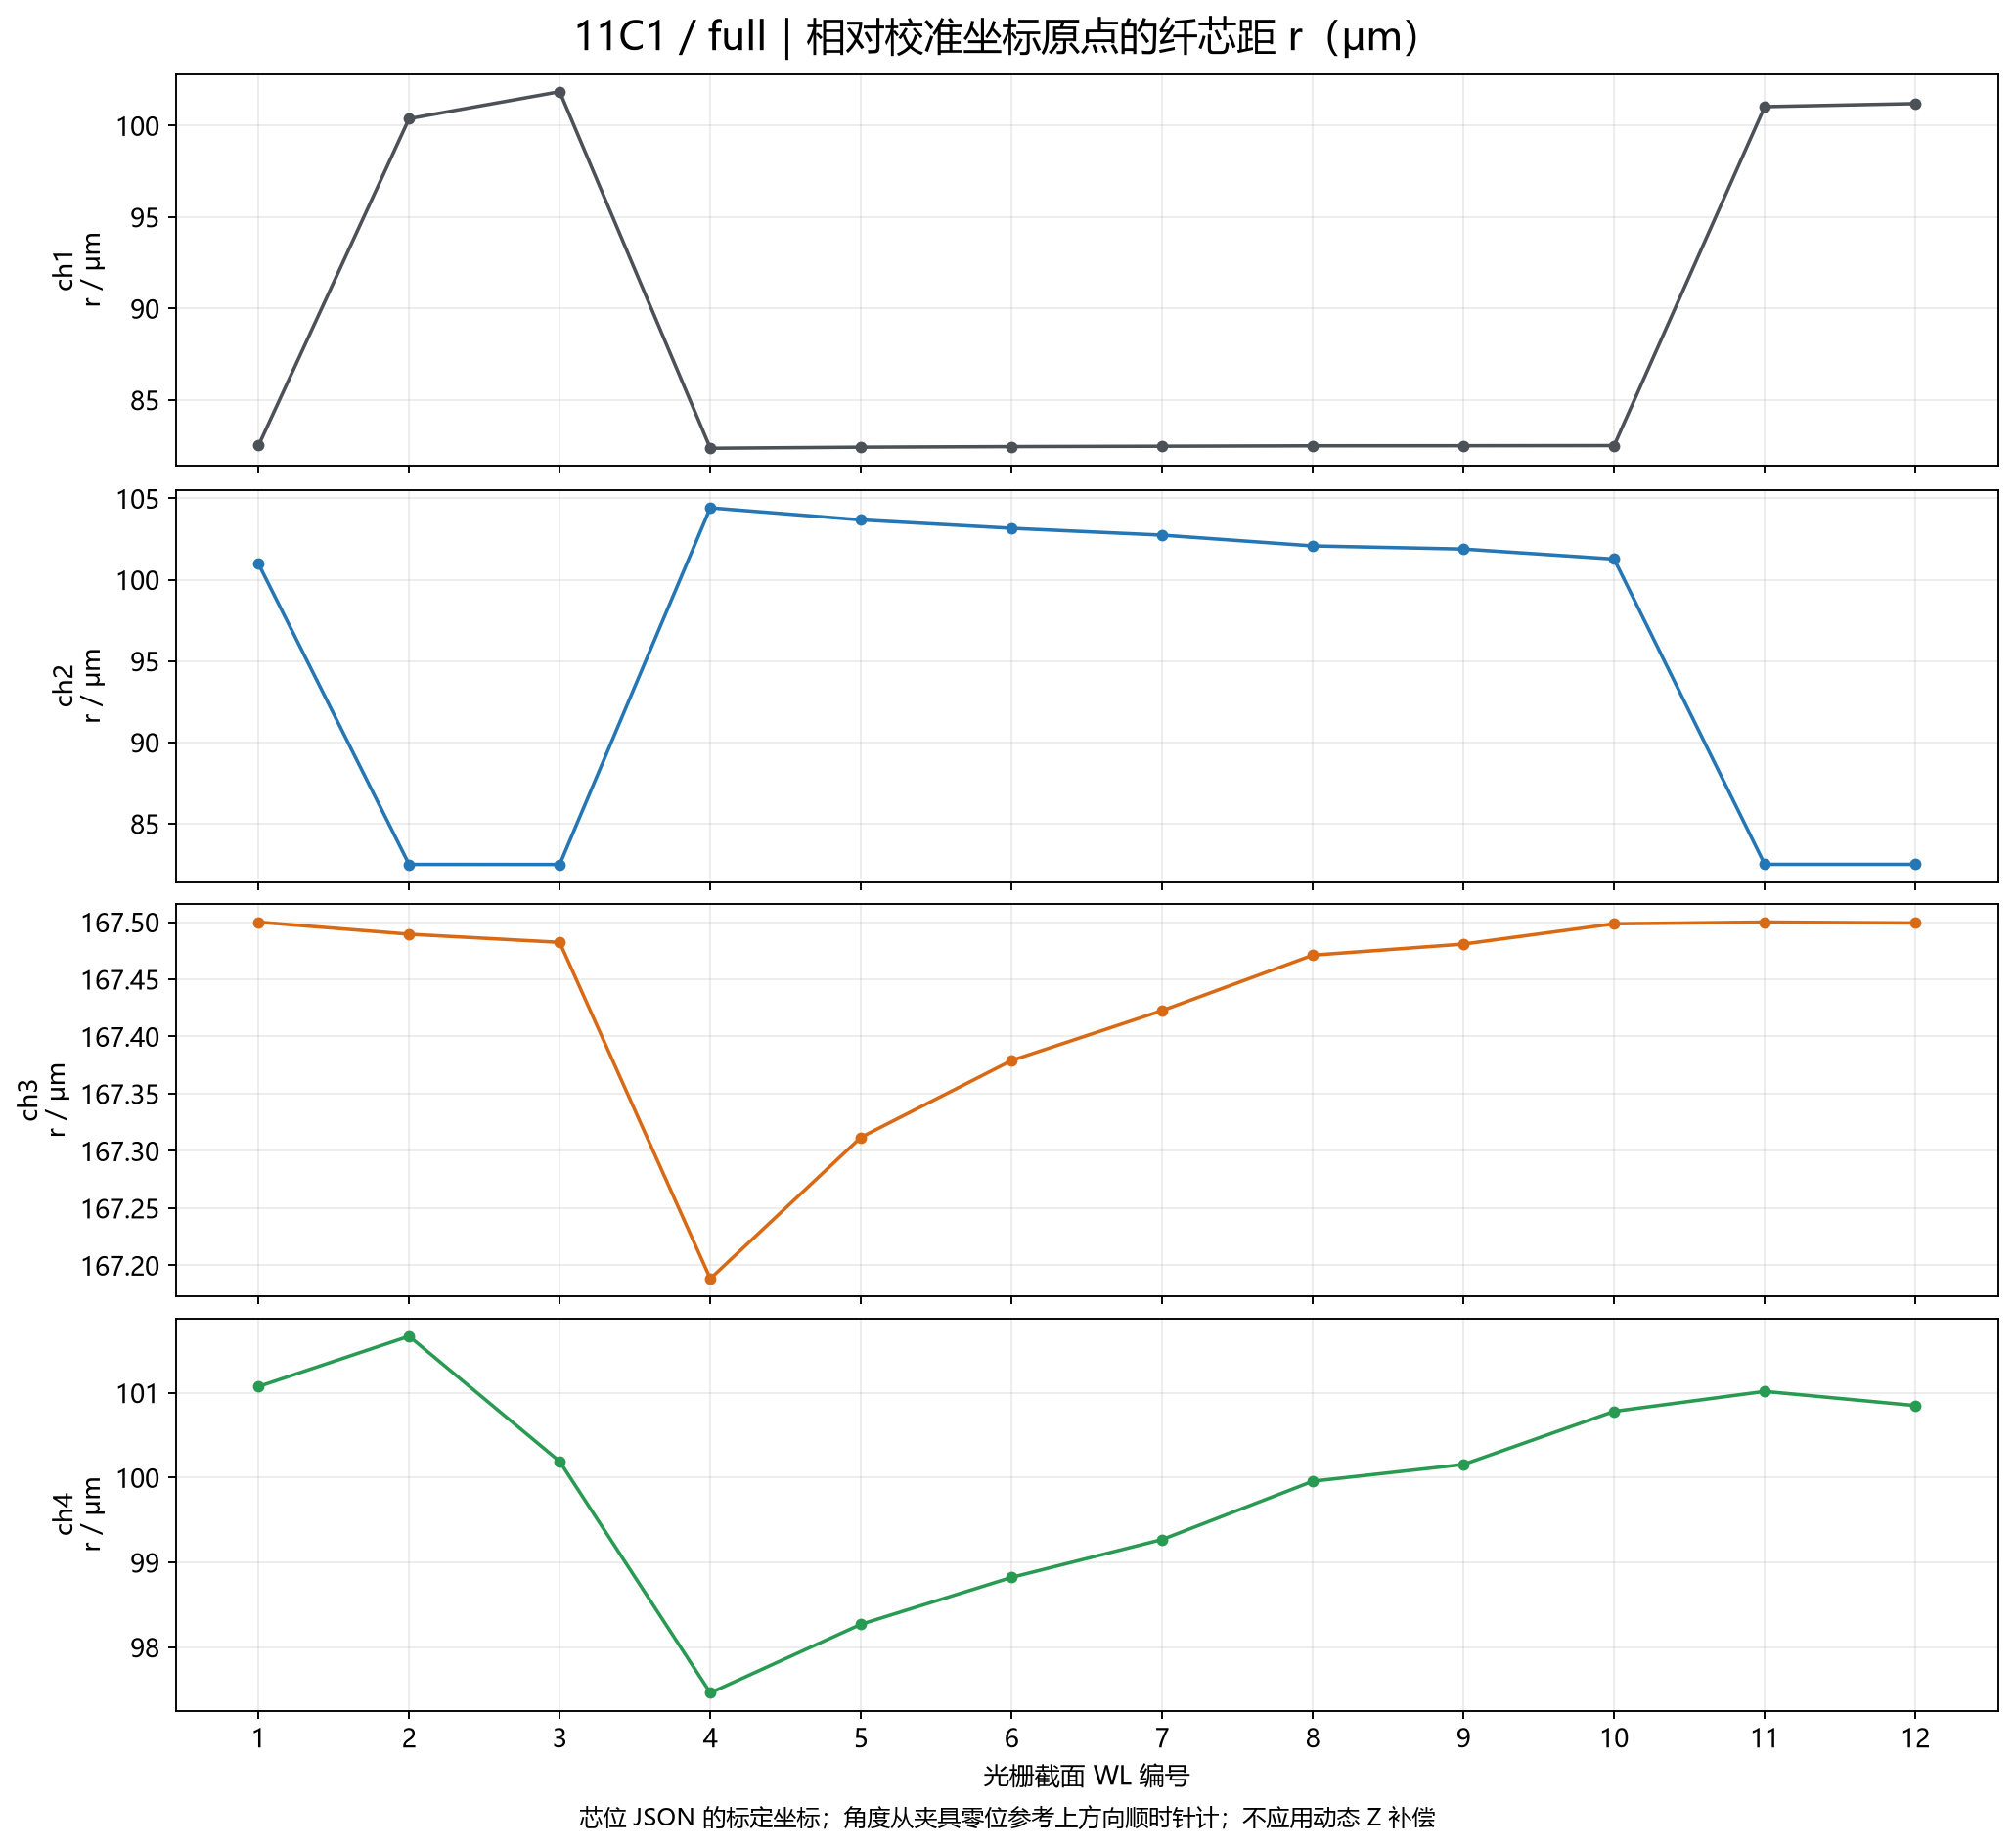 11C1 / full | 相对校准坐标原点的纤芯距 r（μm）
100
95
90
85
ch1
r / μm
105
100
95
90
85
ch2
r / μm
167.50
167.45
167.40
167.35
167.30
167.25
167.20
ch3
r / μm
101
100
99
98
ch4
r / μm
1 2 3 4 5 6 7 8 9 10 11 12
光栅截面 WL 编号
芯位 JSON 的标定坐标；角度从夹具零位参考上方向顺时针计；不应用动态 Z 补偿